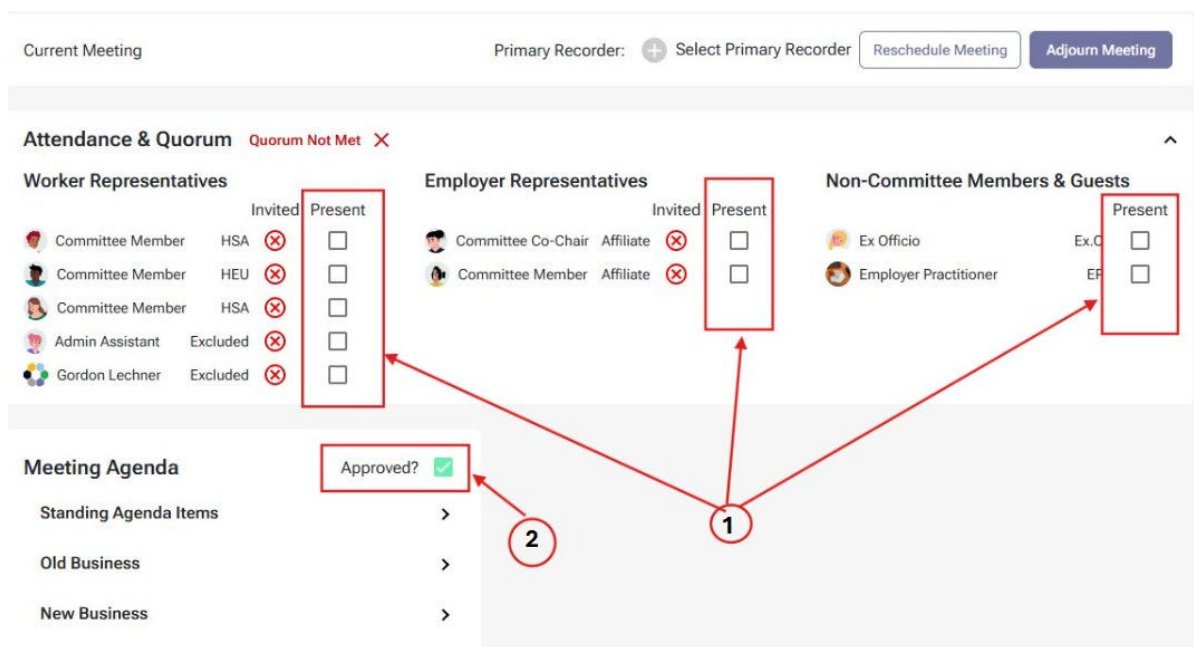 Current Meeting Primary Recorder: Select Primary Recorder Reschedule Meeting Adjourn Meeting
Attendance & Quorum Quorum Not Met
Worker Representatives Employer Representatives Non-Committee Members & Guests
Invited Present Invited Present Present
Committee Member HSA Committee Co-Chair Affiliate Ex Officio Ex.O
Committee Member HEU Committee Member Affiliate Employer Practitioner EP
Committee Member HSA
Admin Assistant Excluded
Gordon Lechner Excluded
Meeting Agenda Approved?
Standing Agenda Items
1
2
Old Business
New Business